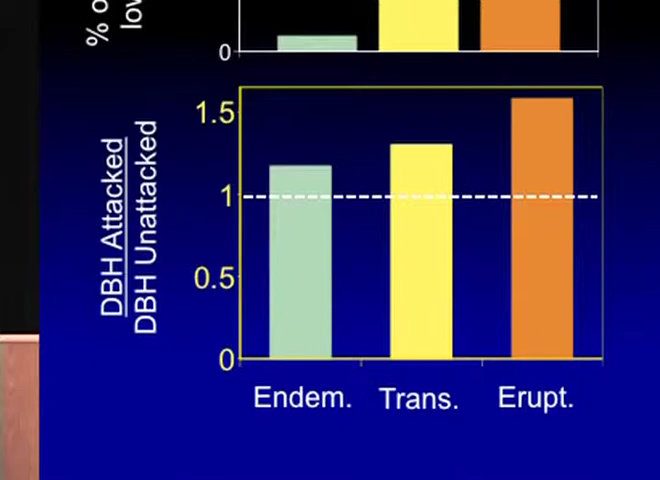 % o
lov
0
1.5
1
0.5
0
DBH Attacked
DBH Unattacked
Endem. Trans. Erupt.